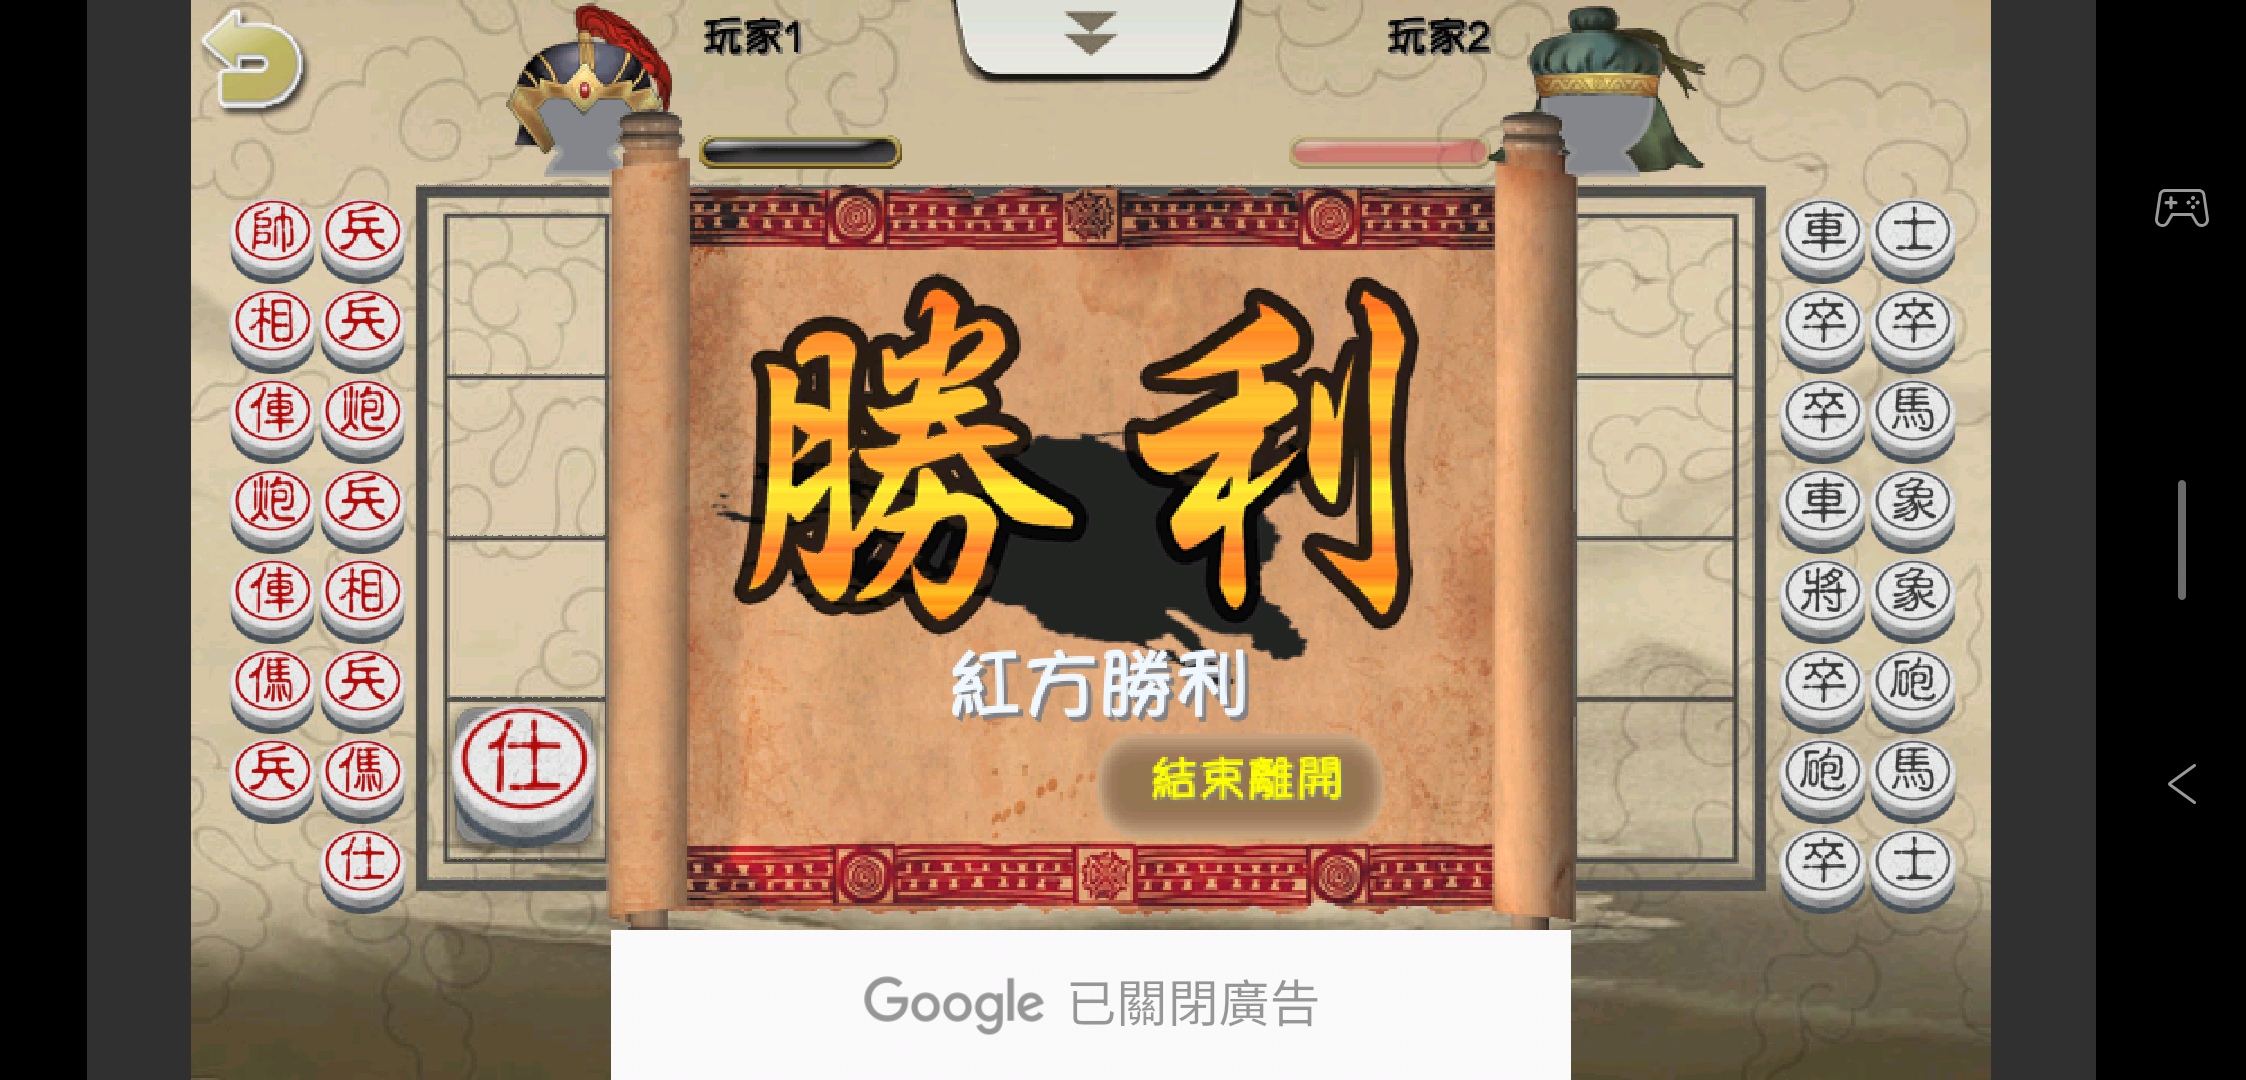 玩家1
玩家2
帥 兵
相 兵
俥 炮
炮 兵
俥 相
傌 兵
兵 傌
仕
仕
勝利
紅方勝利
結束離開
車 士
卒 卒
卒 馬
車 象
將 象
卒 砲
砲 馬
卒 士
Google 已關閉廣告